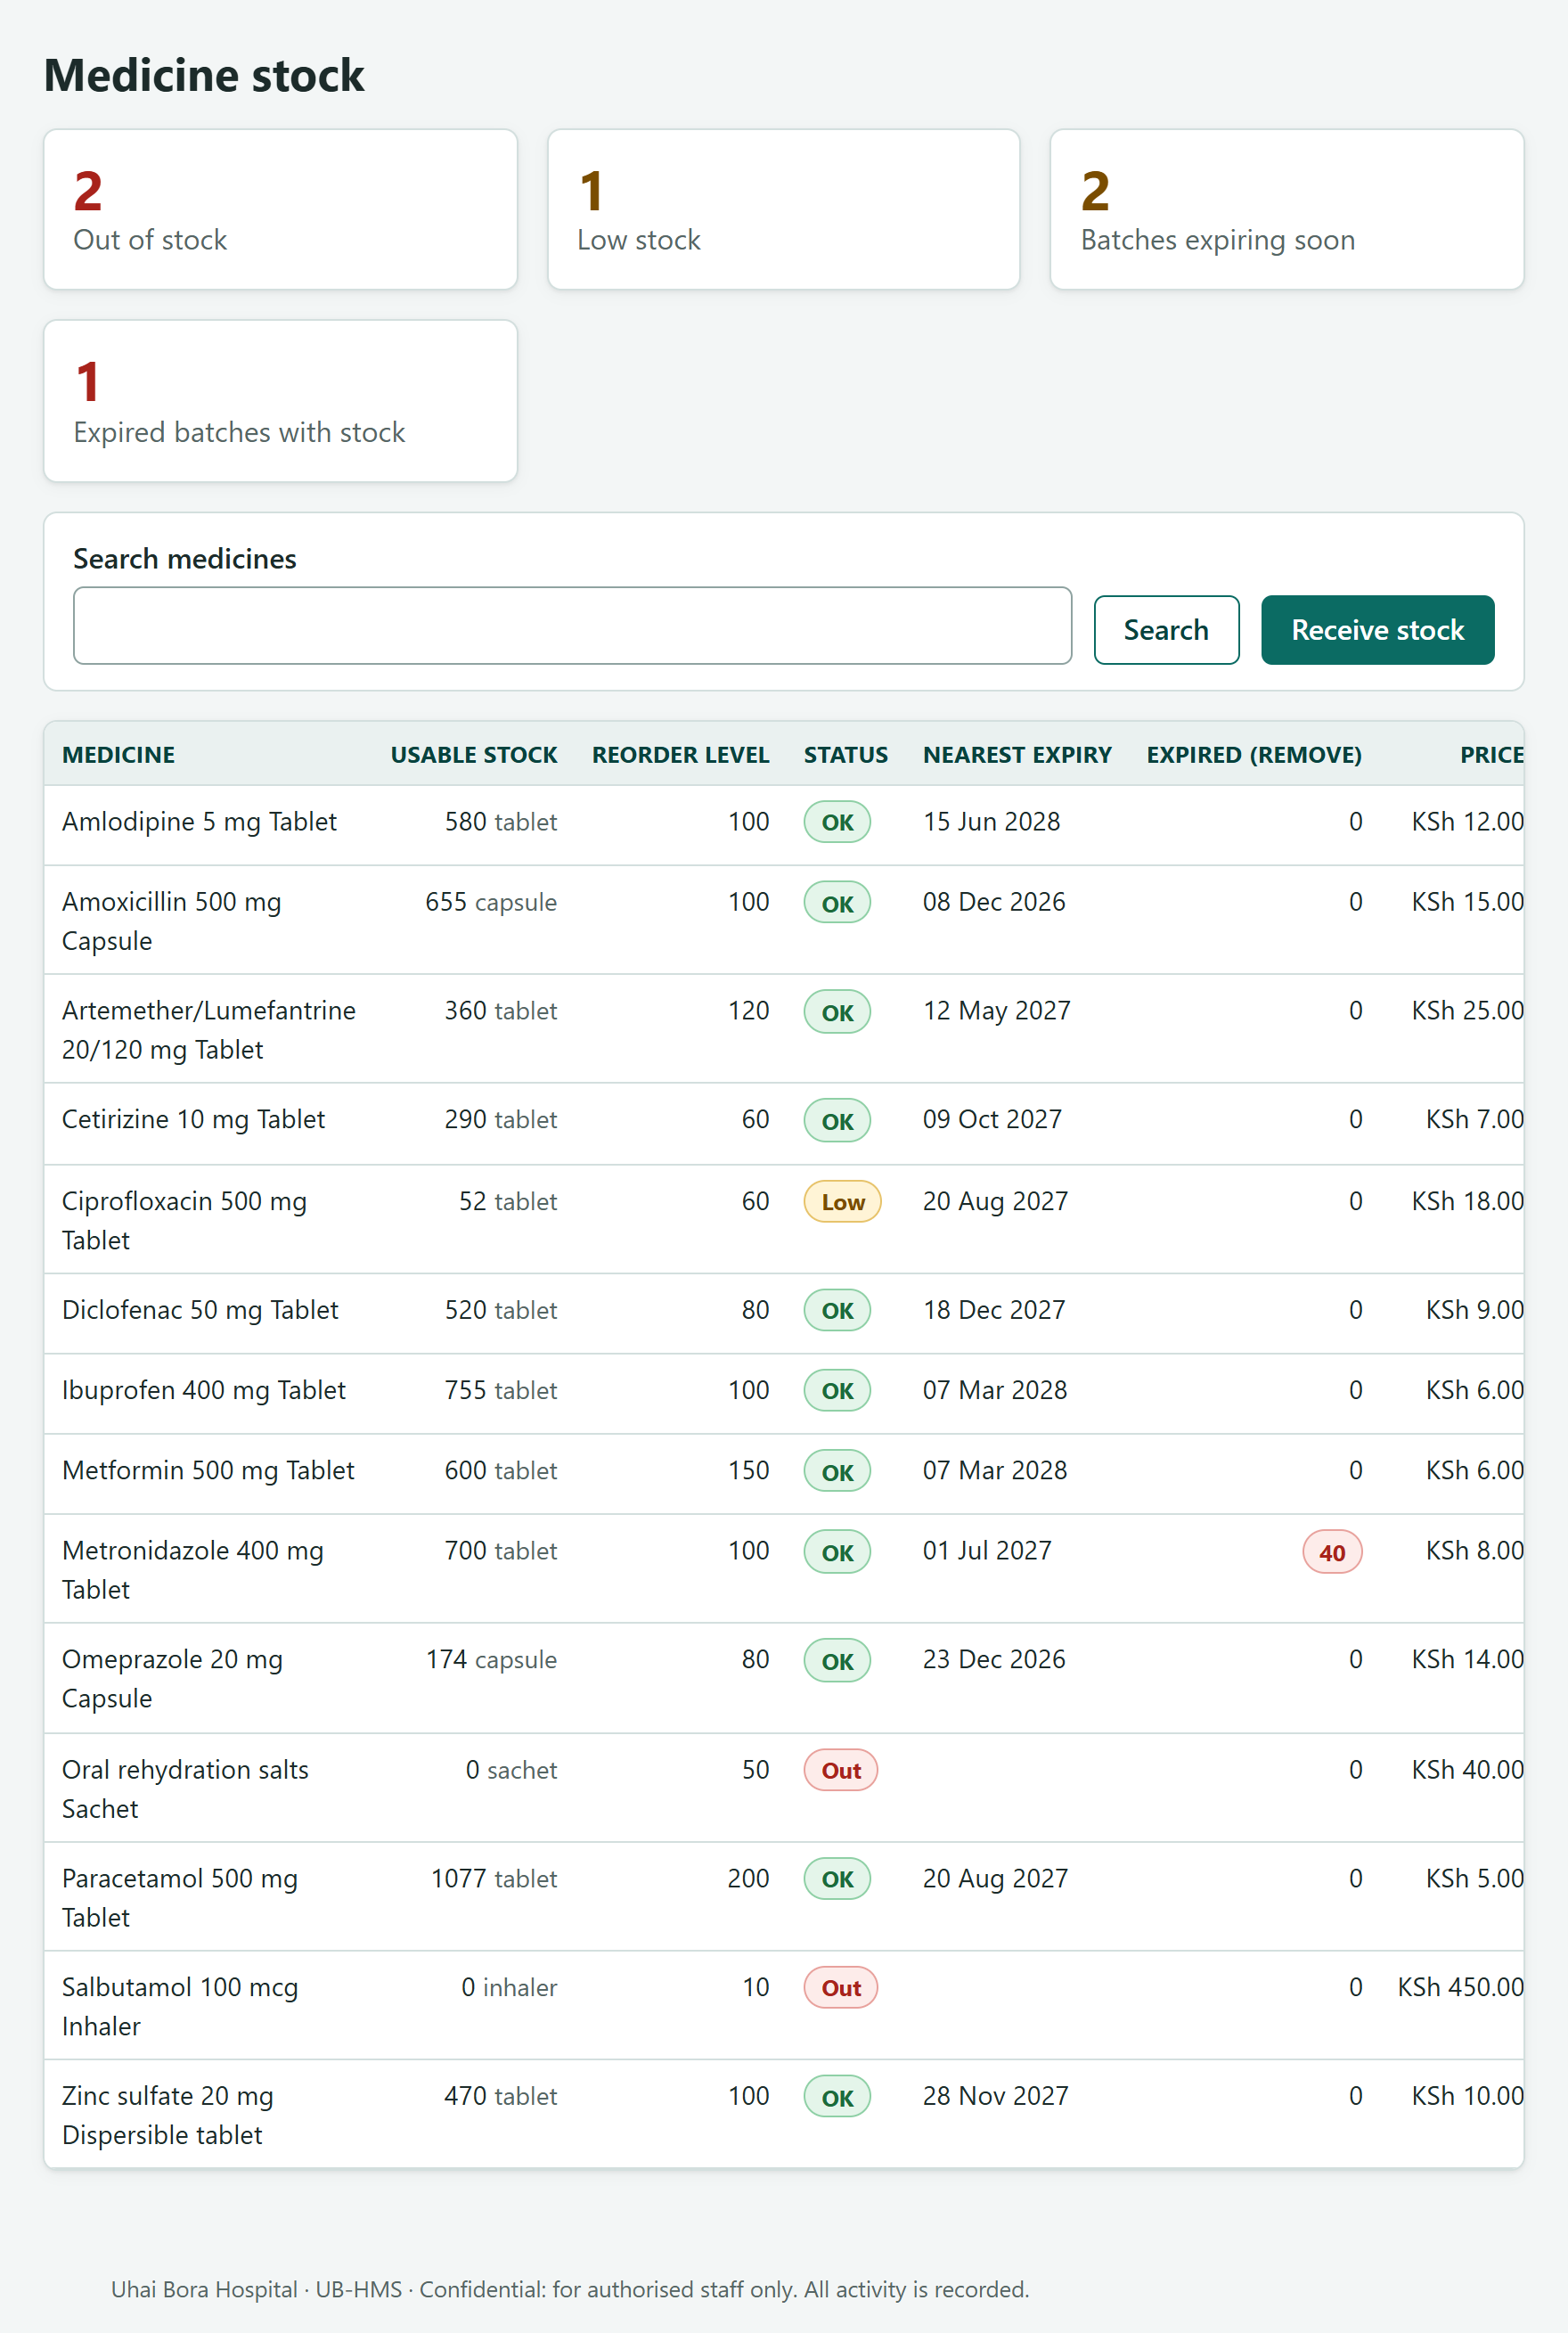 Medicine stock
2
Out of stock
1
Low stock
2
Batches expiring soon
1
Expired batches with stock
Search medicines
Search
Receive stock
MEDICINE USABLE STOCK REORDER LEVEL STATUS NEAREST EXPIRY EXPIRED (REMOVE) PRICE
Amlodipine 5 mg Tablet 580 tablet 100 OK 15 Jun 2028 0 KSh 12.00
Amoxicillin 500 mg 655 capsule 100 OK 08 Dec 2026 0 KSh 15.00
Capsule
Artemether/Lumefantrine 360 tablet 120 OK 12 May 2027 0 KSh 25.00
20/120 mg Tablet
Cetirizine 10 mg Tablet 290 tablet 60 OK 09 Oct 2027 0 KSh 7.00
Ciprofloxacin 500 mg 52 tablet 60 Low 20 Aug 2027 0 KSh 18.00
Tablet
Diclofenac 50 mg Tablet 520 tablet 80 OK 18 Dec 2027 0 KSh 9.00
Ibuprofen 400 mg Tablet 755 tablet 100 OK 07 Mar 2028 0 KSh 6.00
Metformin 500 mg Tablet 600 tablet 150 OK 07 Mar 2028 0 KSh 6.00
Metronidazole 400 mg 700 tablet 100 OK 01 Jul 2027 40 KSh 8.00
Tablet
Omeprazole 20 mg 174 capsule 80 OK 23 Dec 2026 0 KSh 14.00
Capsule
Oral rehydration salts 0 sachet 50 Out 0 KSh 40.00
Sachet
Paracetamol 500 mg 1077 tablet 200 OK 20 Aug 2027 0 KSh 5.00
Tablet
Salbutamol 100 mcg 0 inhaler 10 Out 0 KSh 450.00
Inhaler
Zinc sulfate 20 mg 470 tablet 100 OK 28 Nov 2027 0 KSh 10.00
Dispersible tablet
Uhai Bora Hospital · UB-HMS · Confidential: for authorised staff only. All activity is recorded.